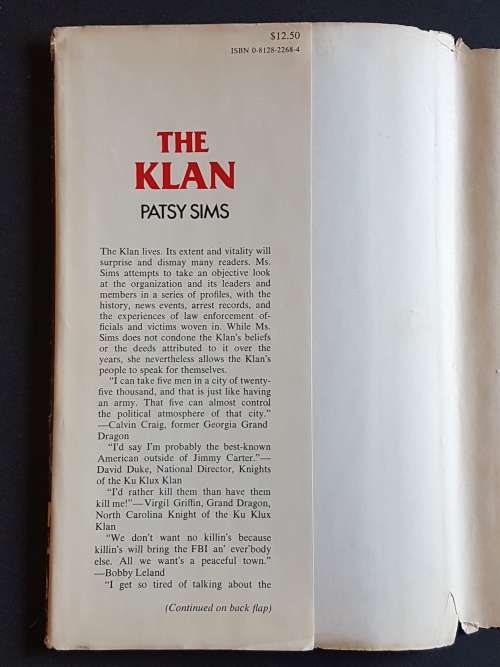 $12.50
ISBN 0-8128-2268-4
THE
KLAN
PATSY SIMS
The Klan lives. Its extent and vitality will
surprise and dismay many readers. Ms.
Sims attempts to take an objective look
at the organization and its leaders and
members in a series of profiles, with the
history, news events, arrest records, and
the experiences of law enforcement of-
ficials and victims woven in. While Ms.
Sims does not condone the Klan's beliefs
or the deeds attributed to it over the
years, she nevertheless allows the Klan's
people to speak for themselves.
"I can take five men in a city of twenty-
five thousand, and that is just like having
an army. That five can almost control
the political atmosphere of that city."
—Calvin Craig, former Georgia Grand
Dragon
"I'd say I'm probably the best-known
American outside of Jimmy Carter."—
David Duke, National Director, Knights
of the Ku Klux Klan
"I'd rather kill them than have them
kill me!"—Virgil Griffin, Grand Dragon,
North Carolina Knight of the Ku Klux
Klan
"We don't want no killin's because
killin's will bring the FBI an' ever'body
else. All we want's a peaceful town."
—Bobby Leland
"I get so tired of talking about the
(Continued on back flap)